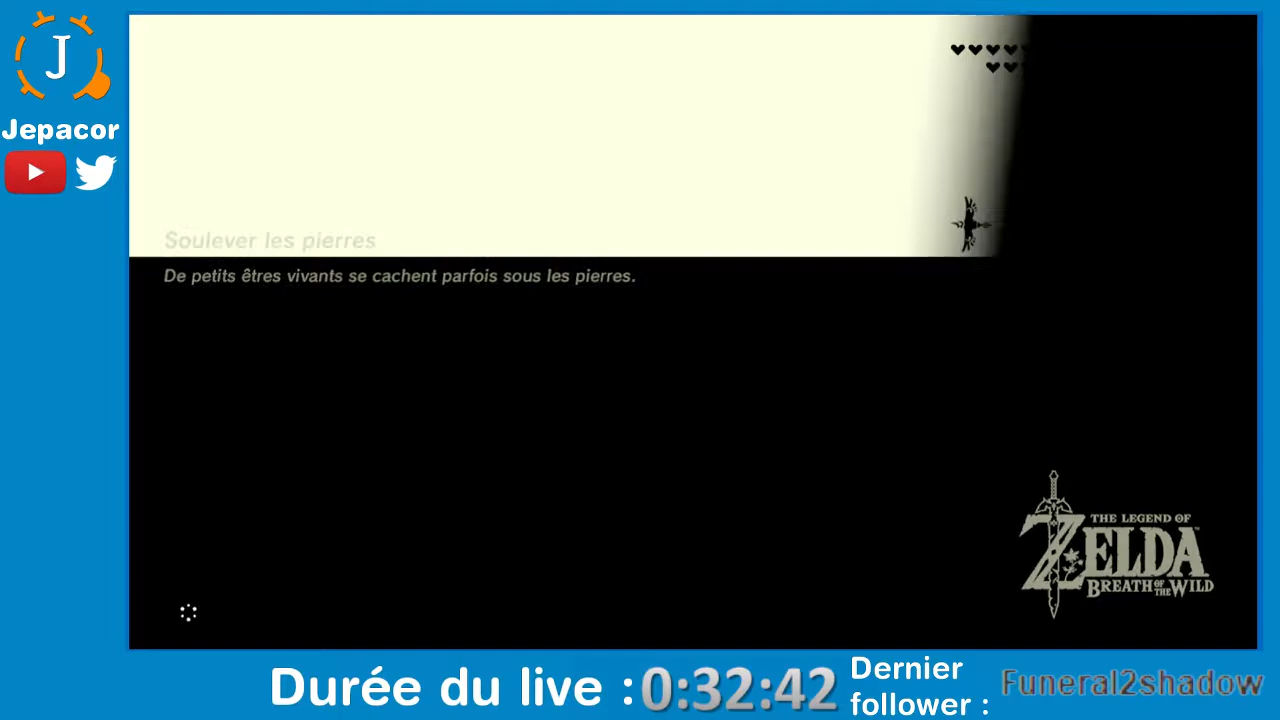 J
Jepacor
Soulever les pierres
De petits êtres vivants se cachent parfois sous les pierres.
THE LEGEND OF
ZELDA
BREATH OF THE WILD
Durée du live : 0:32:42
Dernier
follower : Funeral2shadow